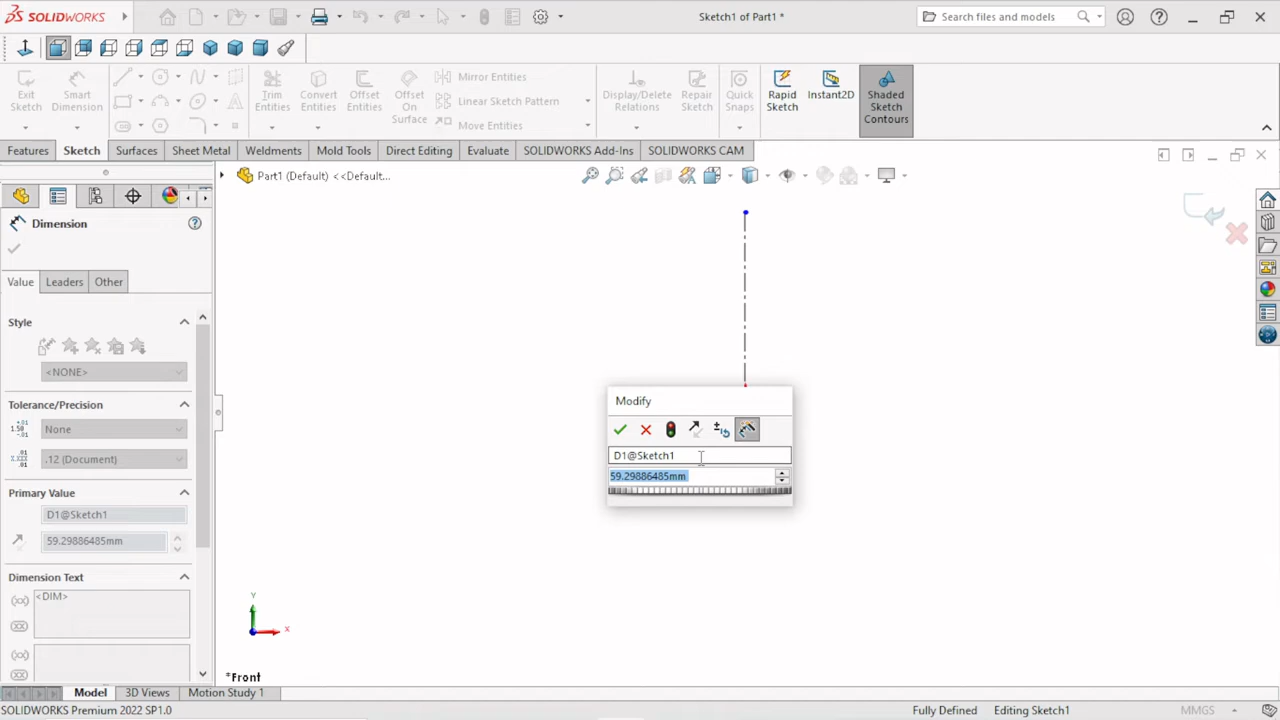 SOLIDWORKS
Sketch1 of Part1 *
Search files and models
Exit Sketch
Smart Dimension
Trim Entities
Convert Entities
Offset Entities
Offset On Surface
Mirror Entities
Linear Sketch Pattern
Move Entities
Display/Delete Relations
Repair Sketch
Quick Snaps
Rapid Sketch
Instant2D
Shaded Sketch Contours
Features
Sketch
Surfaces
Sheet Metal
Weldments
Mold Tools
Direct Editing
Evaluate
SOLIDWORKS Add-Ins
SOLIDWORKS CAM
Part1 (Default) <<Default...
Dimension
Value
Leaders
Other
Style
<NONE>
Tolerance/Precision
None
.12 (Document)
Primary Value
D1@Sketch1
59.29886485mm
Dimension Text
<DIM>
Modify
D1@Sketch1
59.29886485mm
Y
X
*Front
Model
3D Views
Motion Study 1
SOLIDWORKS Premium 2022 SP1.0
Fully Defined
Editing Sketch1
MMGS